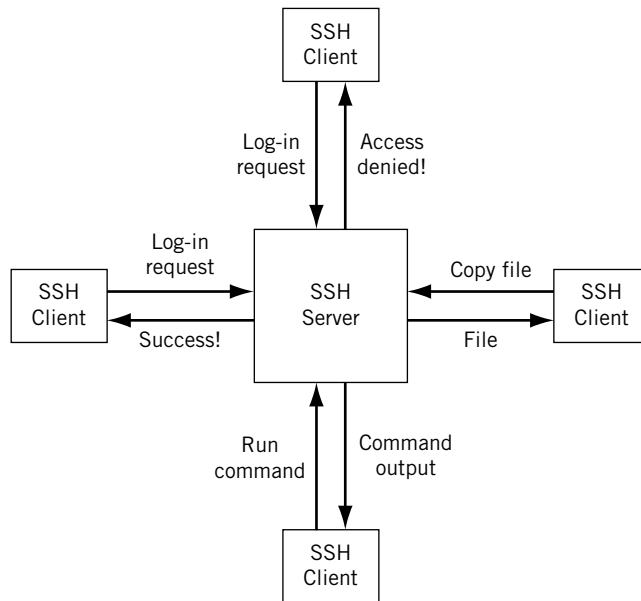 SSH
Client
Log-in
request
Access
denied!
Log-in
request
Copy file
SSH
Client
SSH
Server
SSH
Client
Success!
File
Run
command
Command
output
SSH
Client